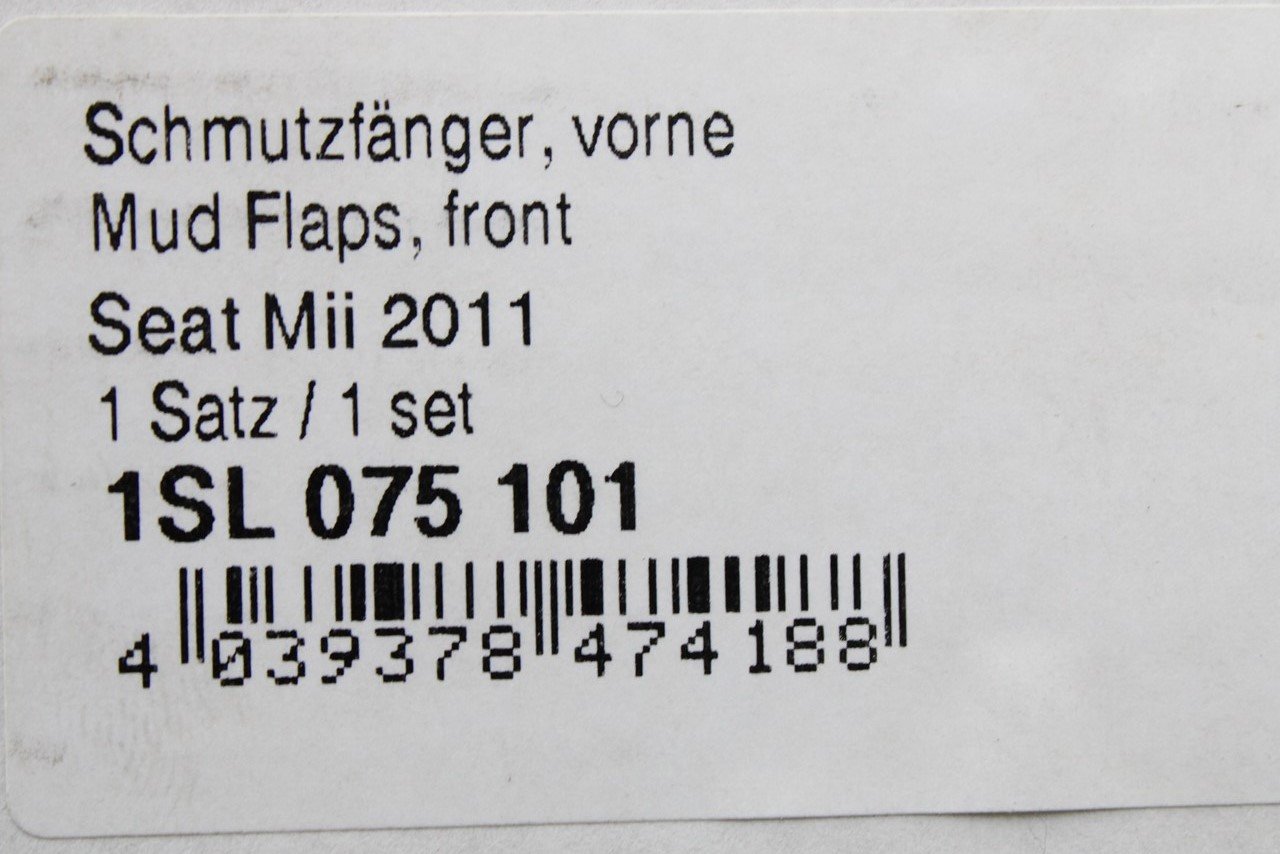 Schmutzfänger, vorne
Mud Flaps, front
Seat Mii 2011
1 Satz / 1 set
1SL 075 101
4 039378 474188